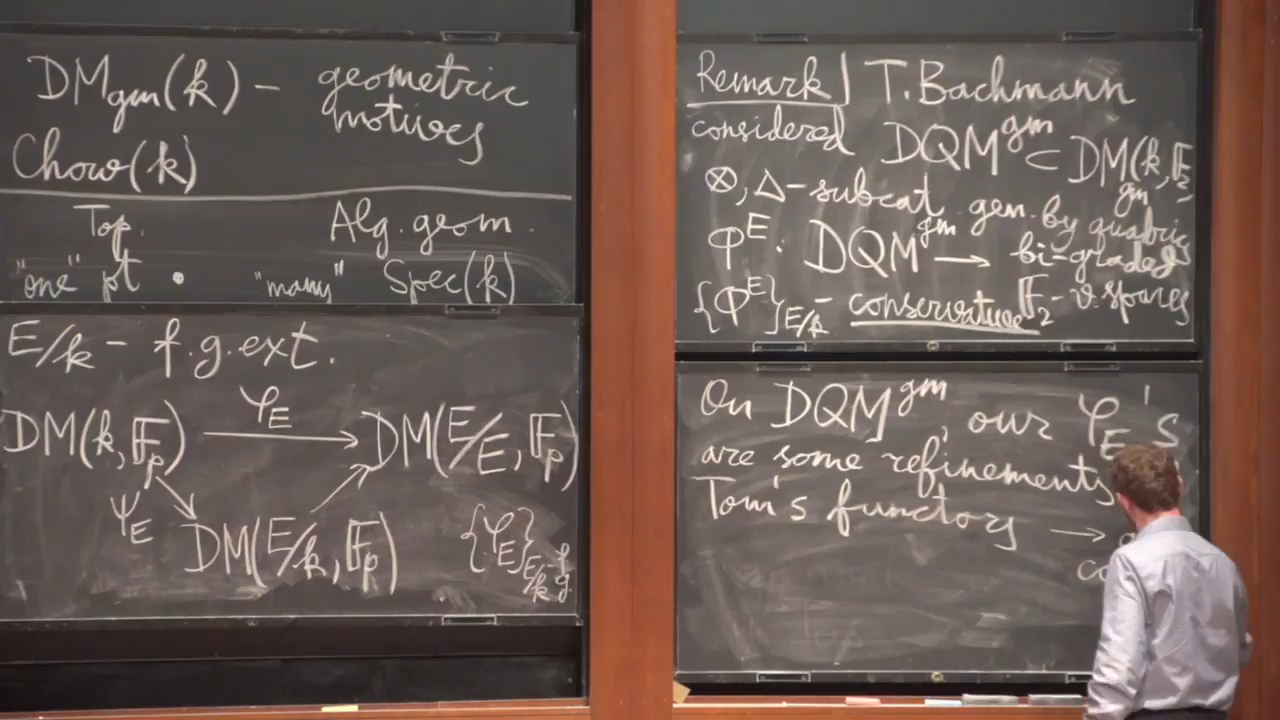 DM_gm(k) – geometric
motives
Chow(k)
Top. Alg. geom.
"one" pt • "many" Spec(k)
E/k – f.g. ext.
DM(k, 𝔽_p) →^{φ_E} DM(E/E, 𝔽_p)
ψ_E DM(E/k, 𝔽_p) {φ_E}_{E/k-f.g.}
Remark T. Bachmann
considered DQM^gm ⊂ DM_gm(k, 𝔽_2
⊗, Δ-subcat. gen. by quadrics
Φ^E: DQM^gm → bi-graded
{Φ^E}_{E/k} – conservative 𝔽_2-v. spaces
On DQM^gm, our φ_E's
are some refinements
Tom's functors →